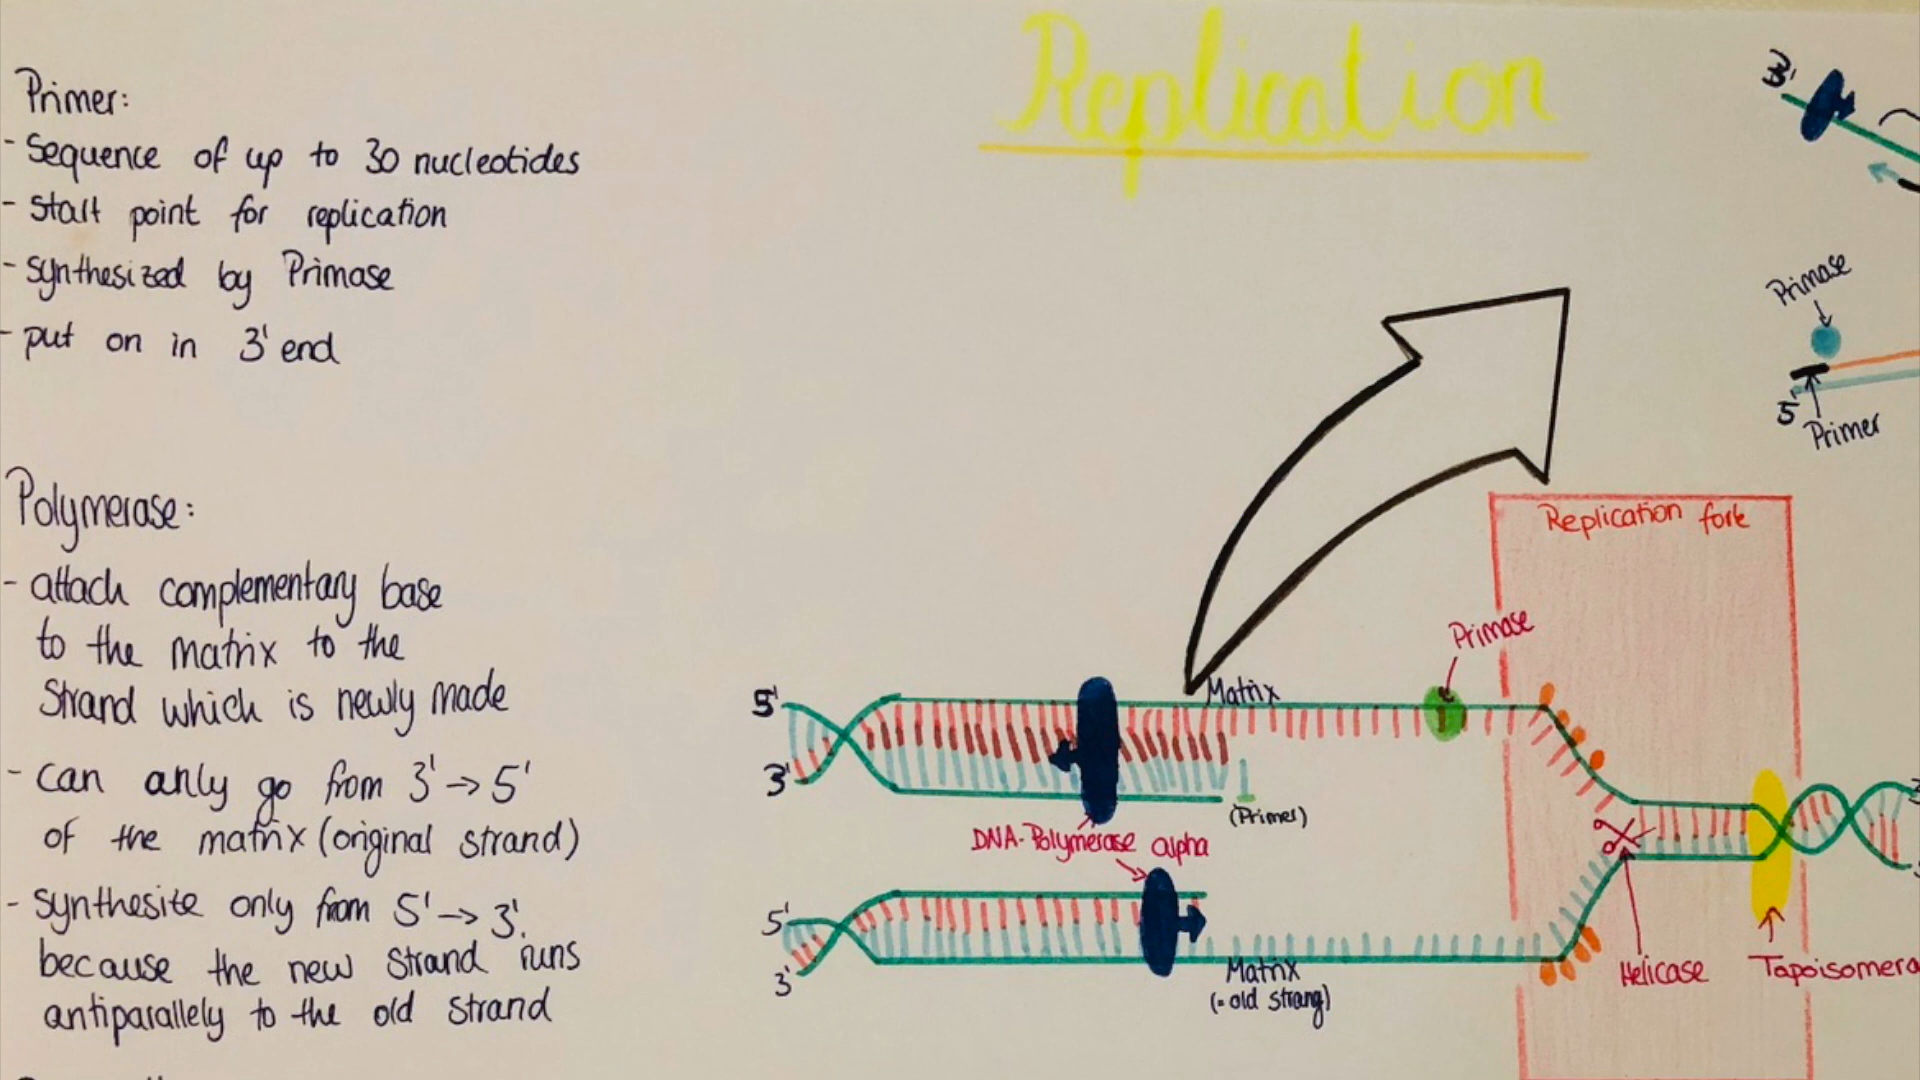 Replication
Primer:
- Sequence of up to 30 nucleotides
- start point for replication
- synthesized by Primase
- put on in 3' end
Polymerase:
- attach complementary base
to the matrix to the
strand which is newly made
- can only go from 3' → 5'
of the matrix (original strand)
- synthesite only from 5' → 3'.
because the new strand runs
antiparallely to the old strand
3'
Primase
5'
Primer
Replication fork
Primase
5'
Matrix
3'
(Primer)
DNA-Polymerase alpha
5'
3'
Matrix
(= old strang)
Helicase
Tapoisomera